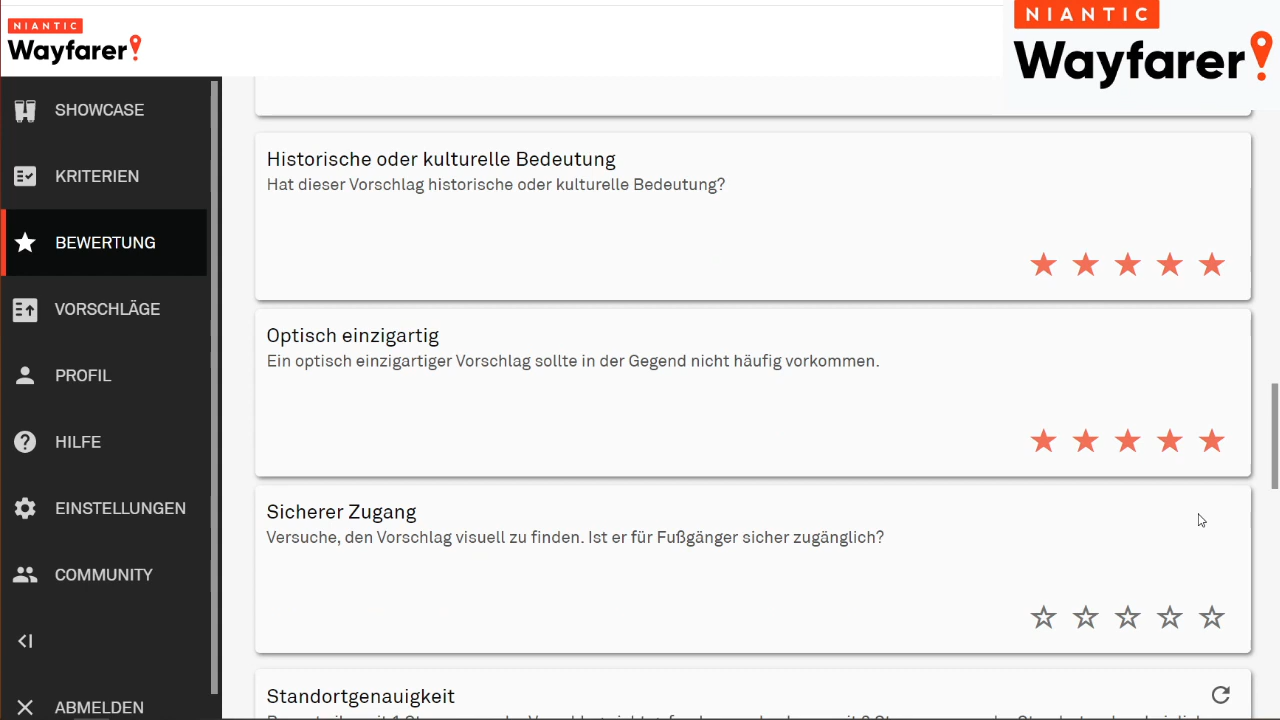 NIANTIC
Wayfarer
NIANTIC
Wayfarer
SHOWCASE
KRITERIEN
BEWERTUNG
VORSCHLÄGE
PROFIL
HILFE
EINSTELLUNGEN
COMMUNITY
ABMELDEN
Historische oder kulturelle Bedeutung
Hat dieser Vorschlag historische oder kulturelle Bedeutung?
Optisch einzigartig
Ein optisch einzigartiger Vorschlag sollte in der Gegend nicht häufig vorkommen.
Sicherer Zugang
Versuche, den Vorschlag visuell zu finden. Ist er für Fußgänger sicher zugänglich?
Standortgenauigkeit